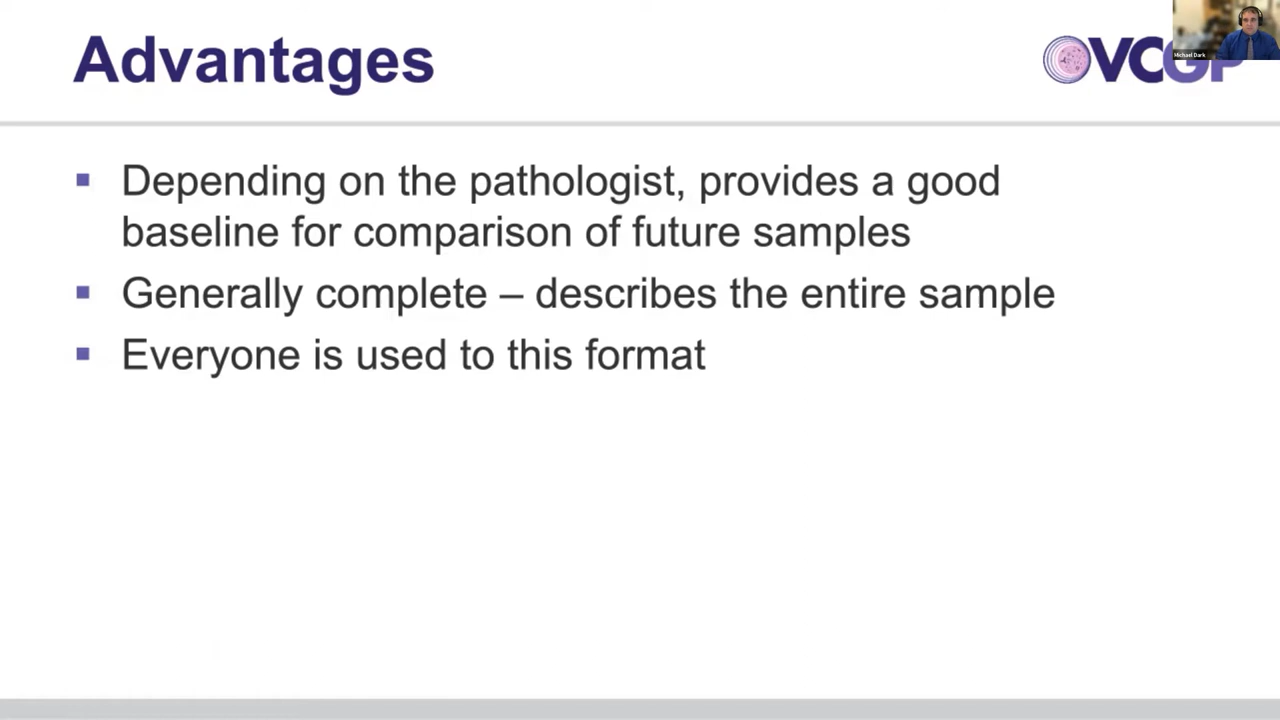 Advantages
OVCGP
Michael Dark
▪ Depending on the pathologist, provides a good
baseline for comparison of future samples
▪ Generally complete – describes the entire sample
▪ Everyone is used to this format